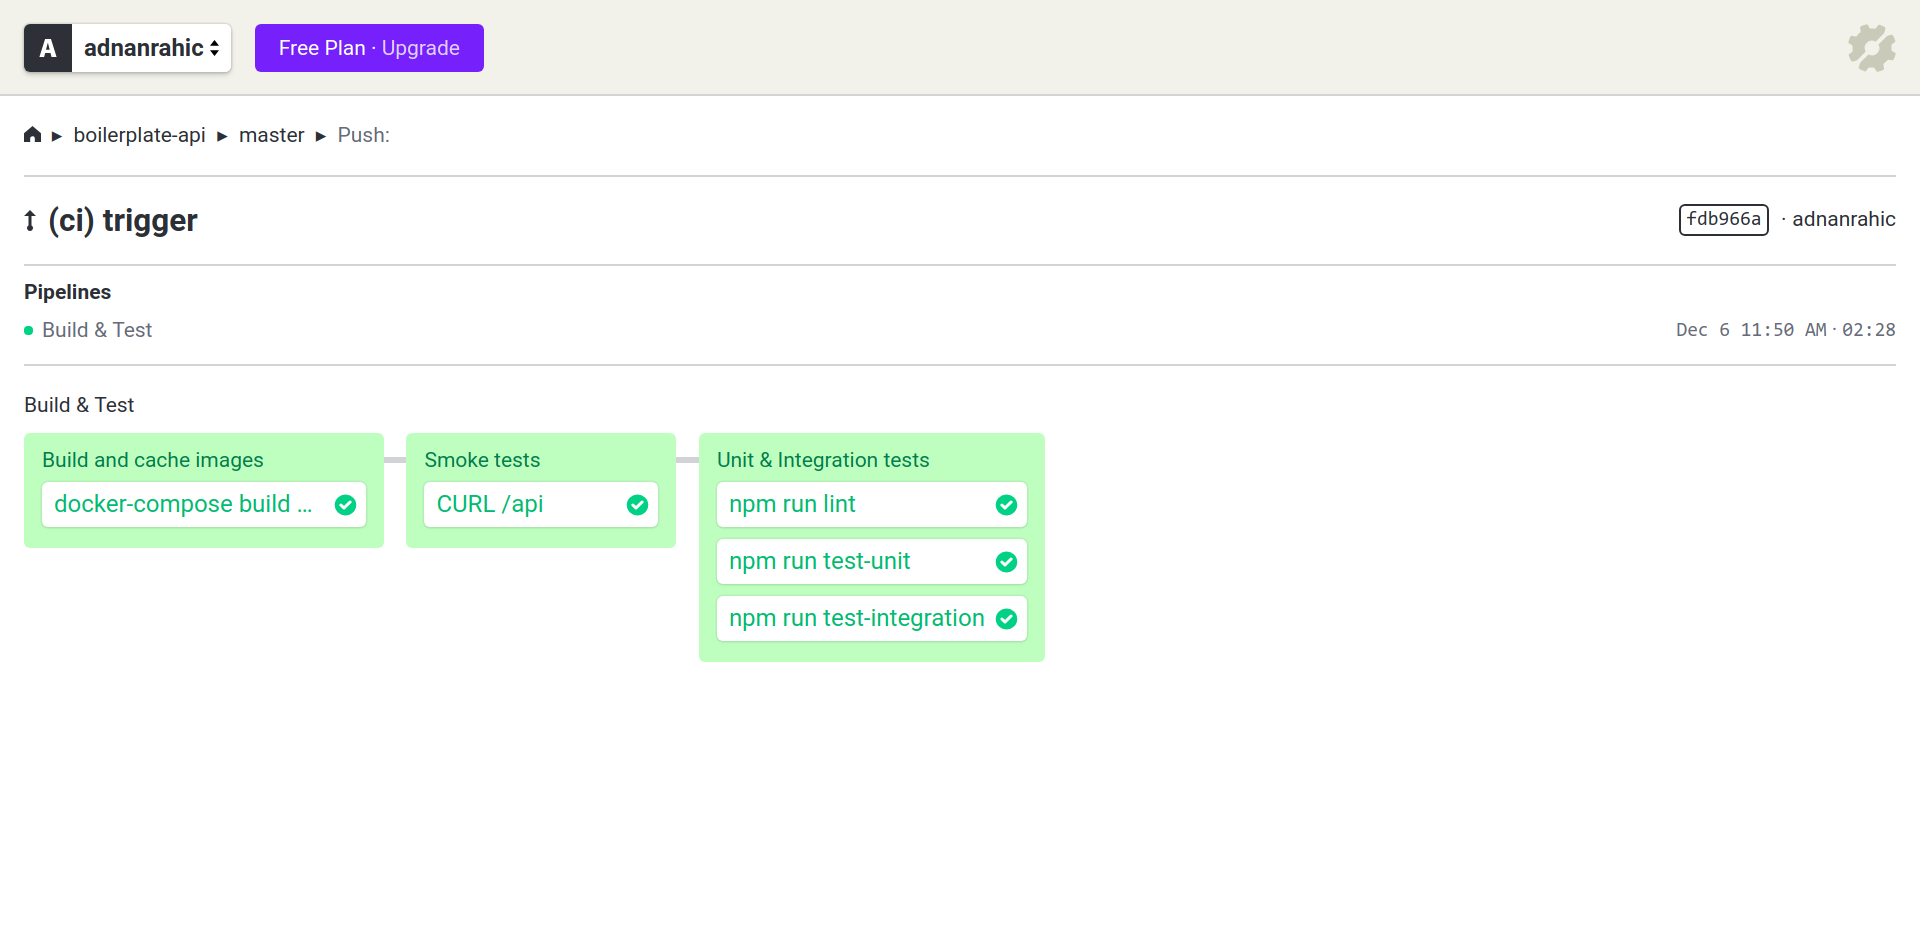 A adnanrahic Free Plan · Upgrade
boilerplate-api ▸ master ▸ Push:
(ci) trigger
fdb966a · adnanrahic
Pipelines
Build & Test
Dec 6 11:50 AM · 02:28
Build & Test
Build and cache images
docker-compose build ...
Smoke tests
CURL /api
Unit & Integration tests
npm run lint
npm run test-unit
npm run test-integration